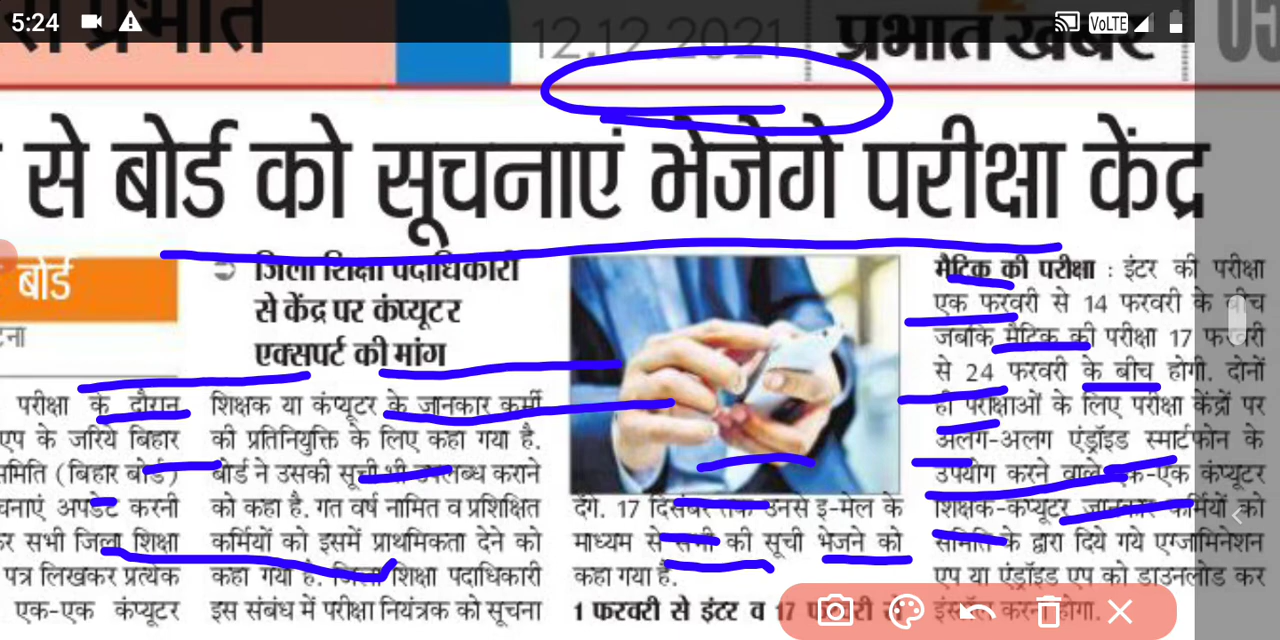 5:24
VoLTE
प्रभात
12.12.2021
प्रभात खबर
05
से बोर्ड को सूचनाएं भेजेंगे परीक्षा केंद्र
बोर्ड
जिला शिक्षा पदाधिकारी
से केंद्र पर कंप्यूटर
एक्सपर्ट की मांग
परीक्षा के दौरान
एप के जरिये बिहार
(बिहार बोर्ड)
अपडेट करनी
सभी जिला शिक्षा
पत्र लिखकर प्रत्येक
एक-एक कंप्यूटर
शिक्षक या कंप्यूटर के जानकार कर्मी
की प्रतिनियुक्ति के लिए कहा गया है.
बोर्ड ने उसकी सूची भी उपलब्ध कराने
को कहा है. गत वर्ष नामित व प्रशिक्षित
कर्मियों को इसमें प्राथमिकता देने को
कहा गया है. जिला शिक्षा पदाधिकारी
इस संबंध में परीक्षा नियंत्रक को सूचना
देंगे. 17 दिसंबर तक उनसे इ-मेल के
माध्यम से सभी की सूची भेजने को
कहा गया है.
1 फरवरी से इंटर व 17 फरवरी से
मैट्रिक की परीक्षा : इंटर की परीक्षा
एक फरवरी से 14 फरवरी के बीच
जबकि मैट्रिक की परीक्षा 17 फरवरी
से 24 फरवरी के बीच होगी. दोनों
ही परीक्षाओं के लिए परीक्षा केंद्रों पर
अलग-अलग एंड्रॉइड स्मार्टफोन के
उपयोग करने वाले एक-एक कंप्यूटर
शिक्षक-कंप्यूटर जानकार कर्मियों को
समिति के द्वारा दिये गये एग्जामिनेशन
एप या एंड्रॉइड एप को डाउनलोड कर
इंस्टॉल करना होगा.